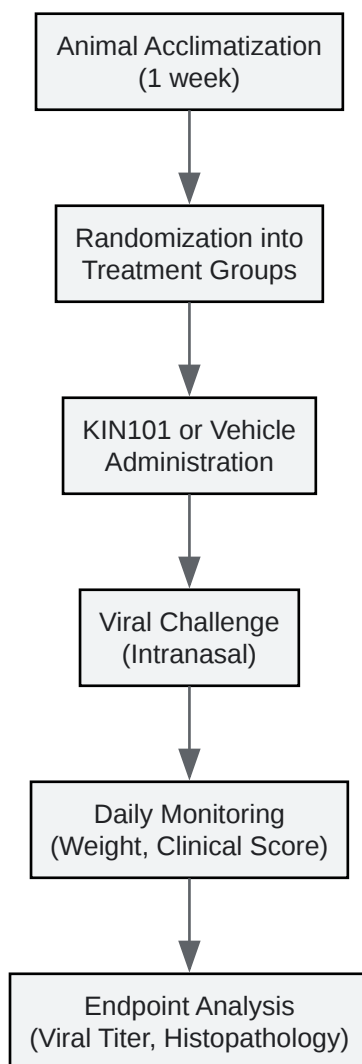 Animal Acclimatization
(1 week)
Randomization into
Treatment Groups
KIN101 or Vehicle
Administration
Viral Challenge
(Intranasal)
Daily Monitoring
(Weight, Clinical Score)
Endpoint Analysis
(Viral Titer, Histopathology)